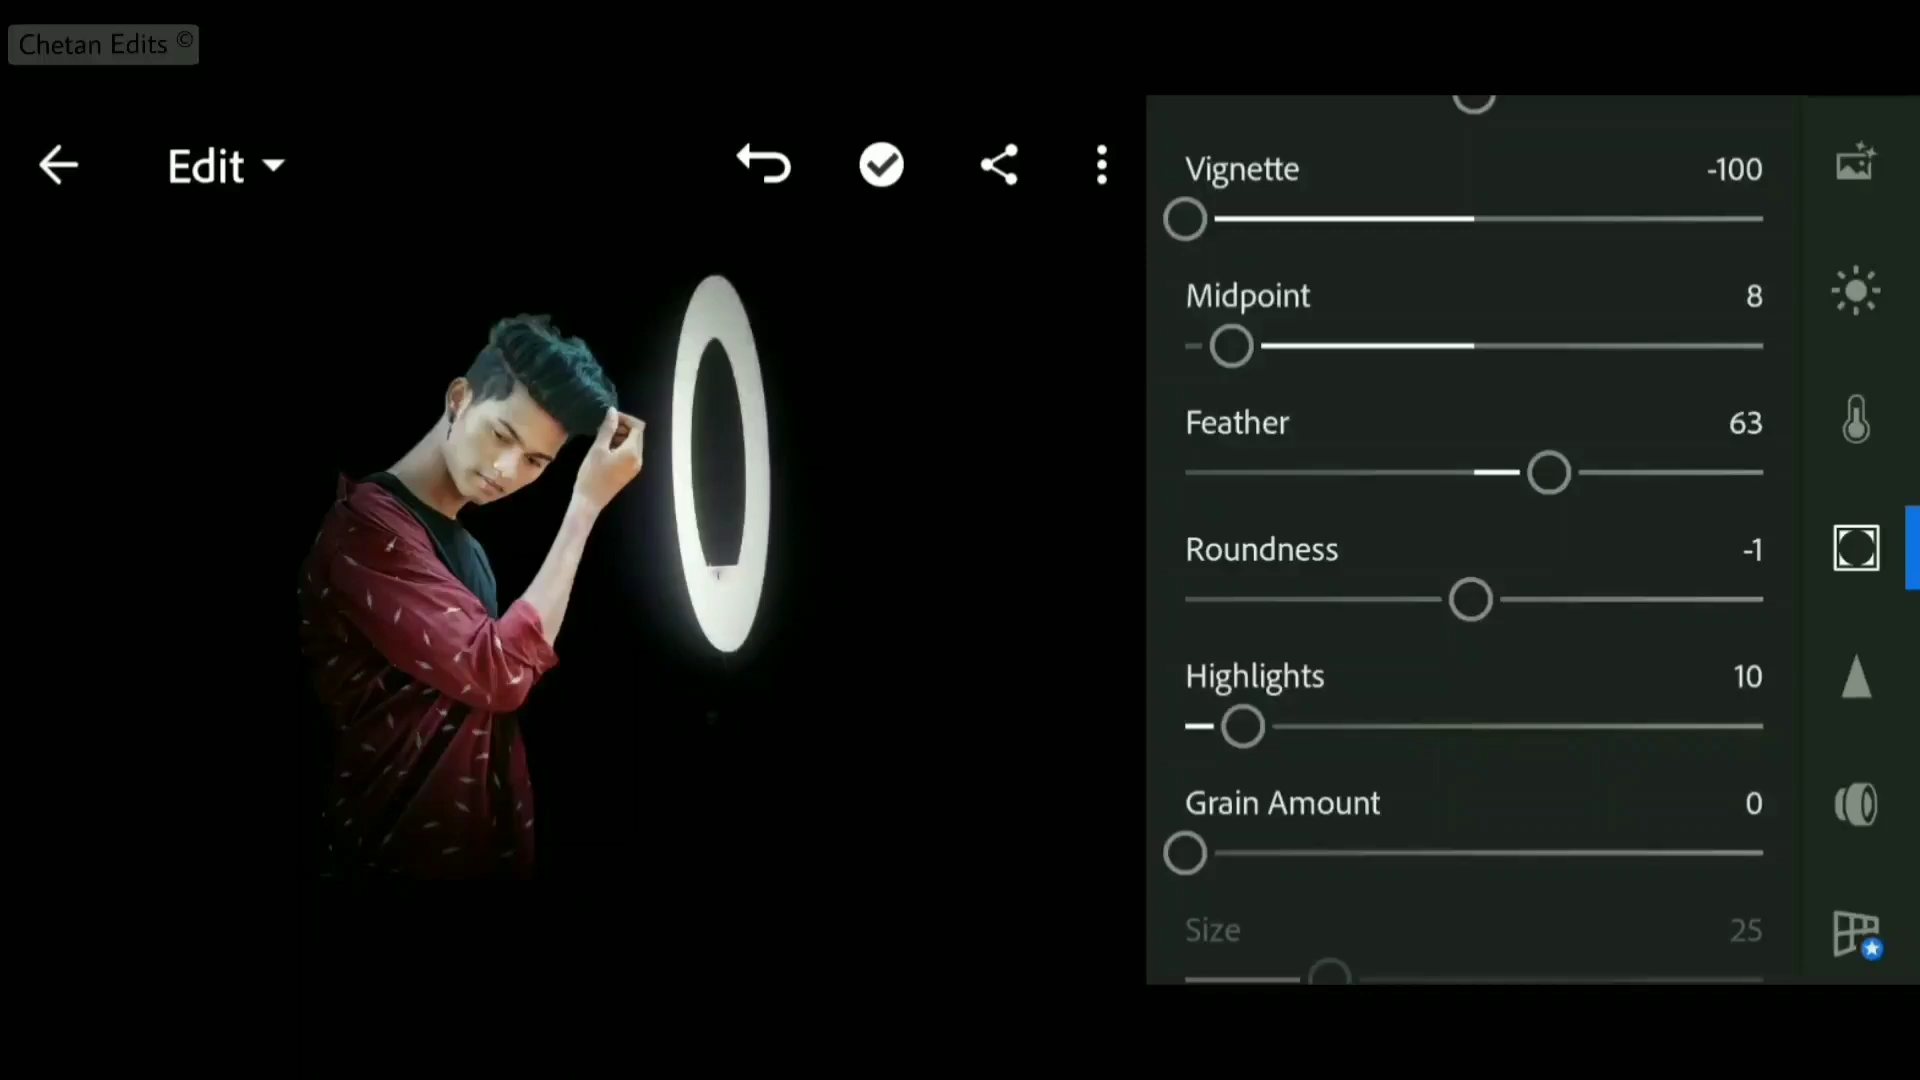 Chetan Edits ©
Edit
Vignette -100
Midpoint 8
Feather 63
Roundness -1
Highlights 10
Grain Amount 0
Size 25